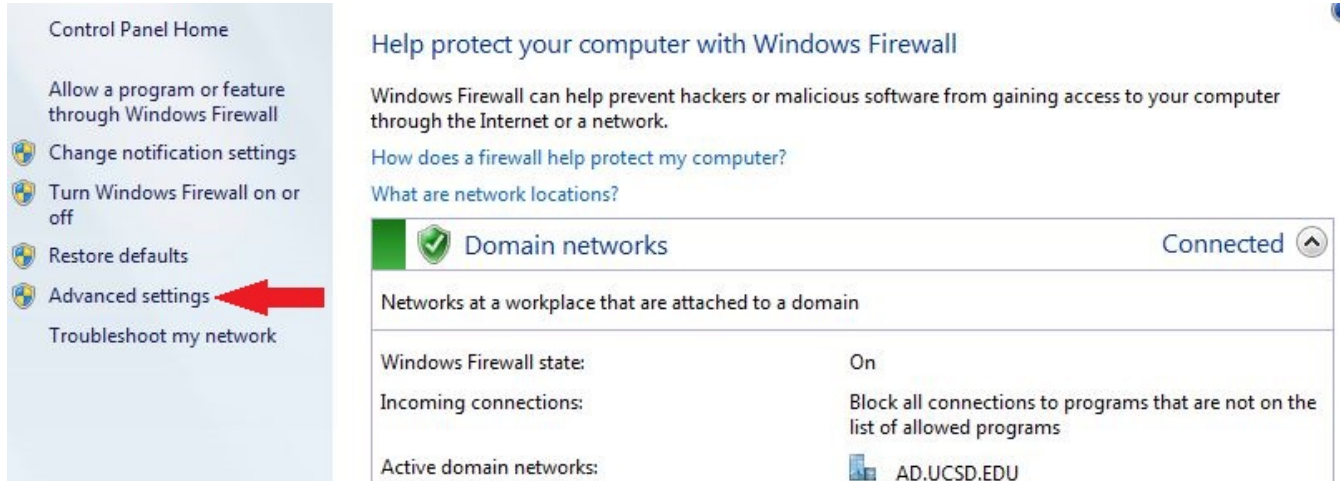 Control Panel Home
Allow a program or feature
through Windows Firewall
Change notification settings
Turn Windows Firewall on or
off
Restore defaults
Advanced settings
Troubleshoot my network
Help protect your computer with Windows Firewall
Windows Firewall can help prevent hackers or malicious software from gaining access to your computer
through the Internet or a network.
How does a firewall help protect my computer?
What are network locations?
Domain networks Connected
Networks at a workplace that are attached to a domain
Windows Firewall state: On
Incoming connections: Block all connections to programs that are not on the
list of allowed programs
Active domain networks: AD.UCSD.EDU